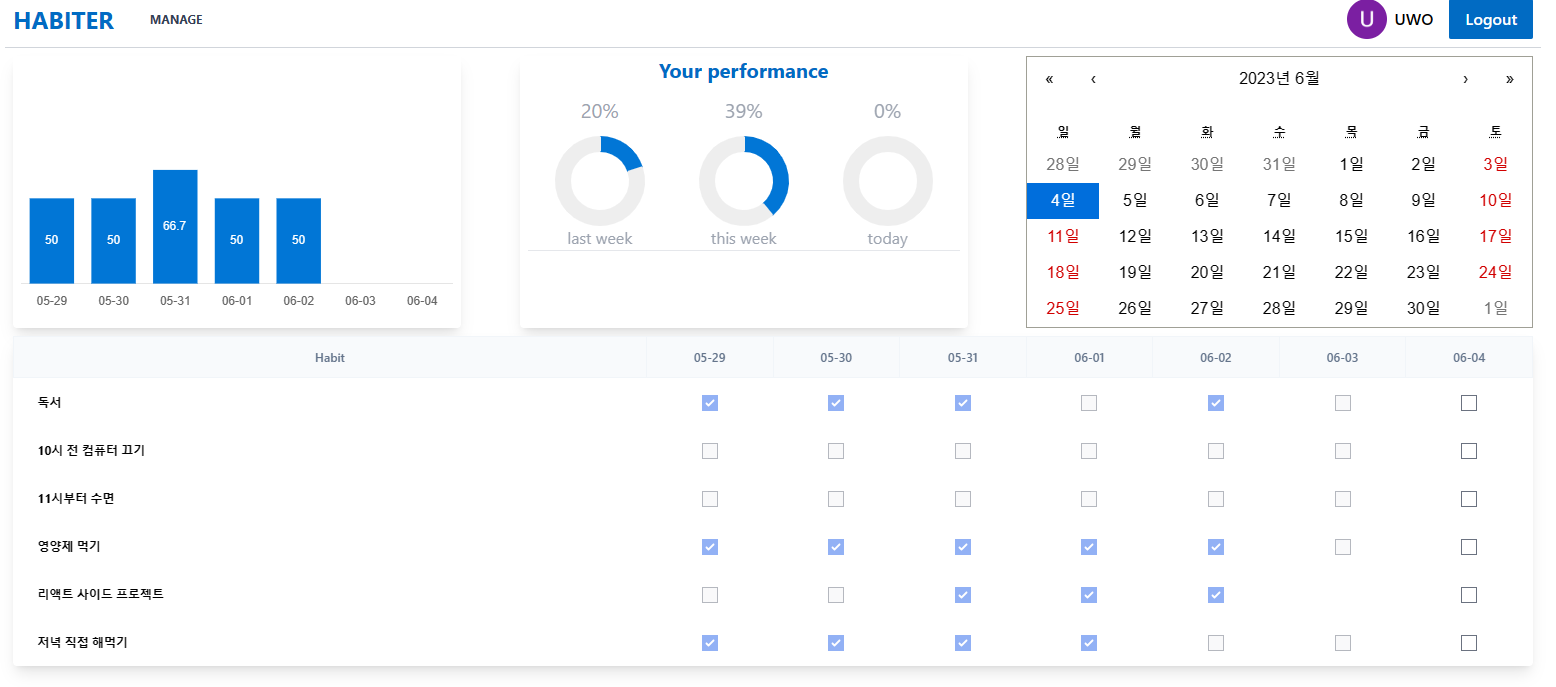 HABITER MANAGE U UWO Logout
50 50 66.7 50 50
05-29 05-30 05-31 06-01 06-02 06-03 06-04
Your performance
20% 39% 0%
last week this week today
« ‹ 2023년 6월 › »
일 월 화 수 목 금 토
28일 29일 30일 31일 1일 2일 3일
4일 5일 6일 7일 8일 9일 10일
11일 12일 13일 14일 15일 16일 17일
18일 19일 20일 21일 22일 23일 24일
25일 26일 27일 28일 29일 30일 1일
Habit 05-29 05-30 05-31 06-01 06-02 06-03 06-04
독서
10시 전 컴퓨터 끄기
11시부터 수면
영양제 먹기
리액트 사이드 프로젝트
저녁 직접 해먹기